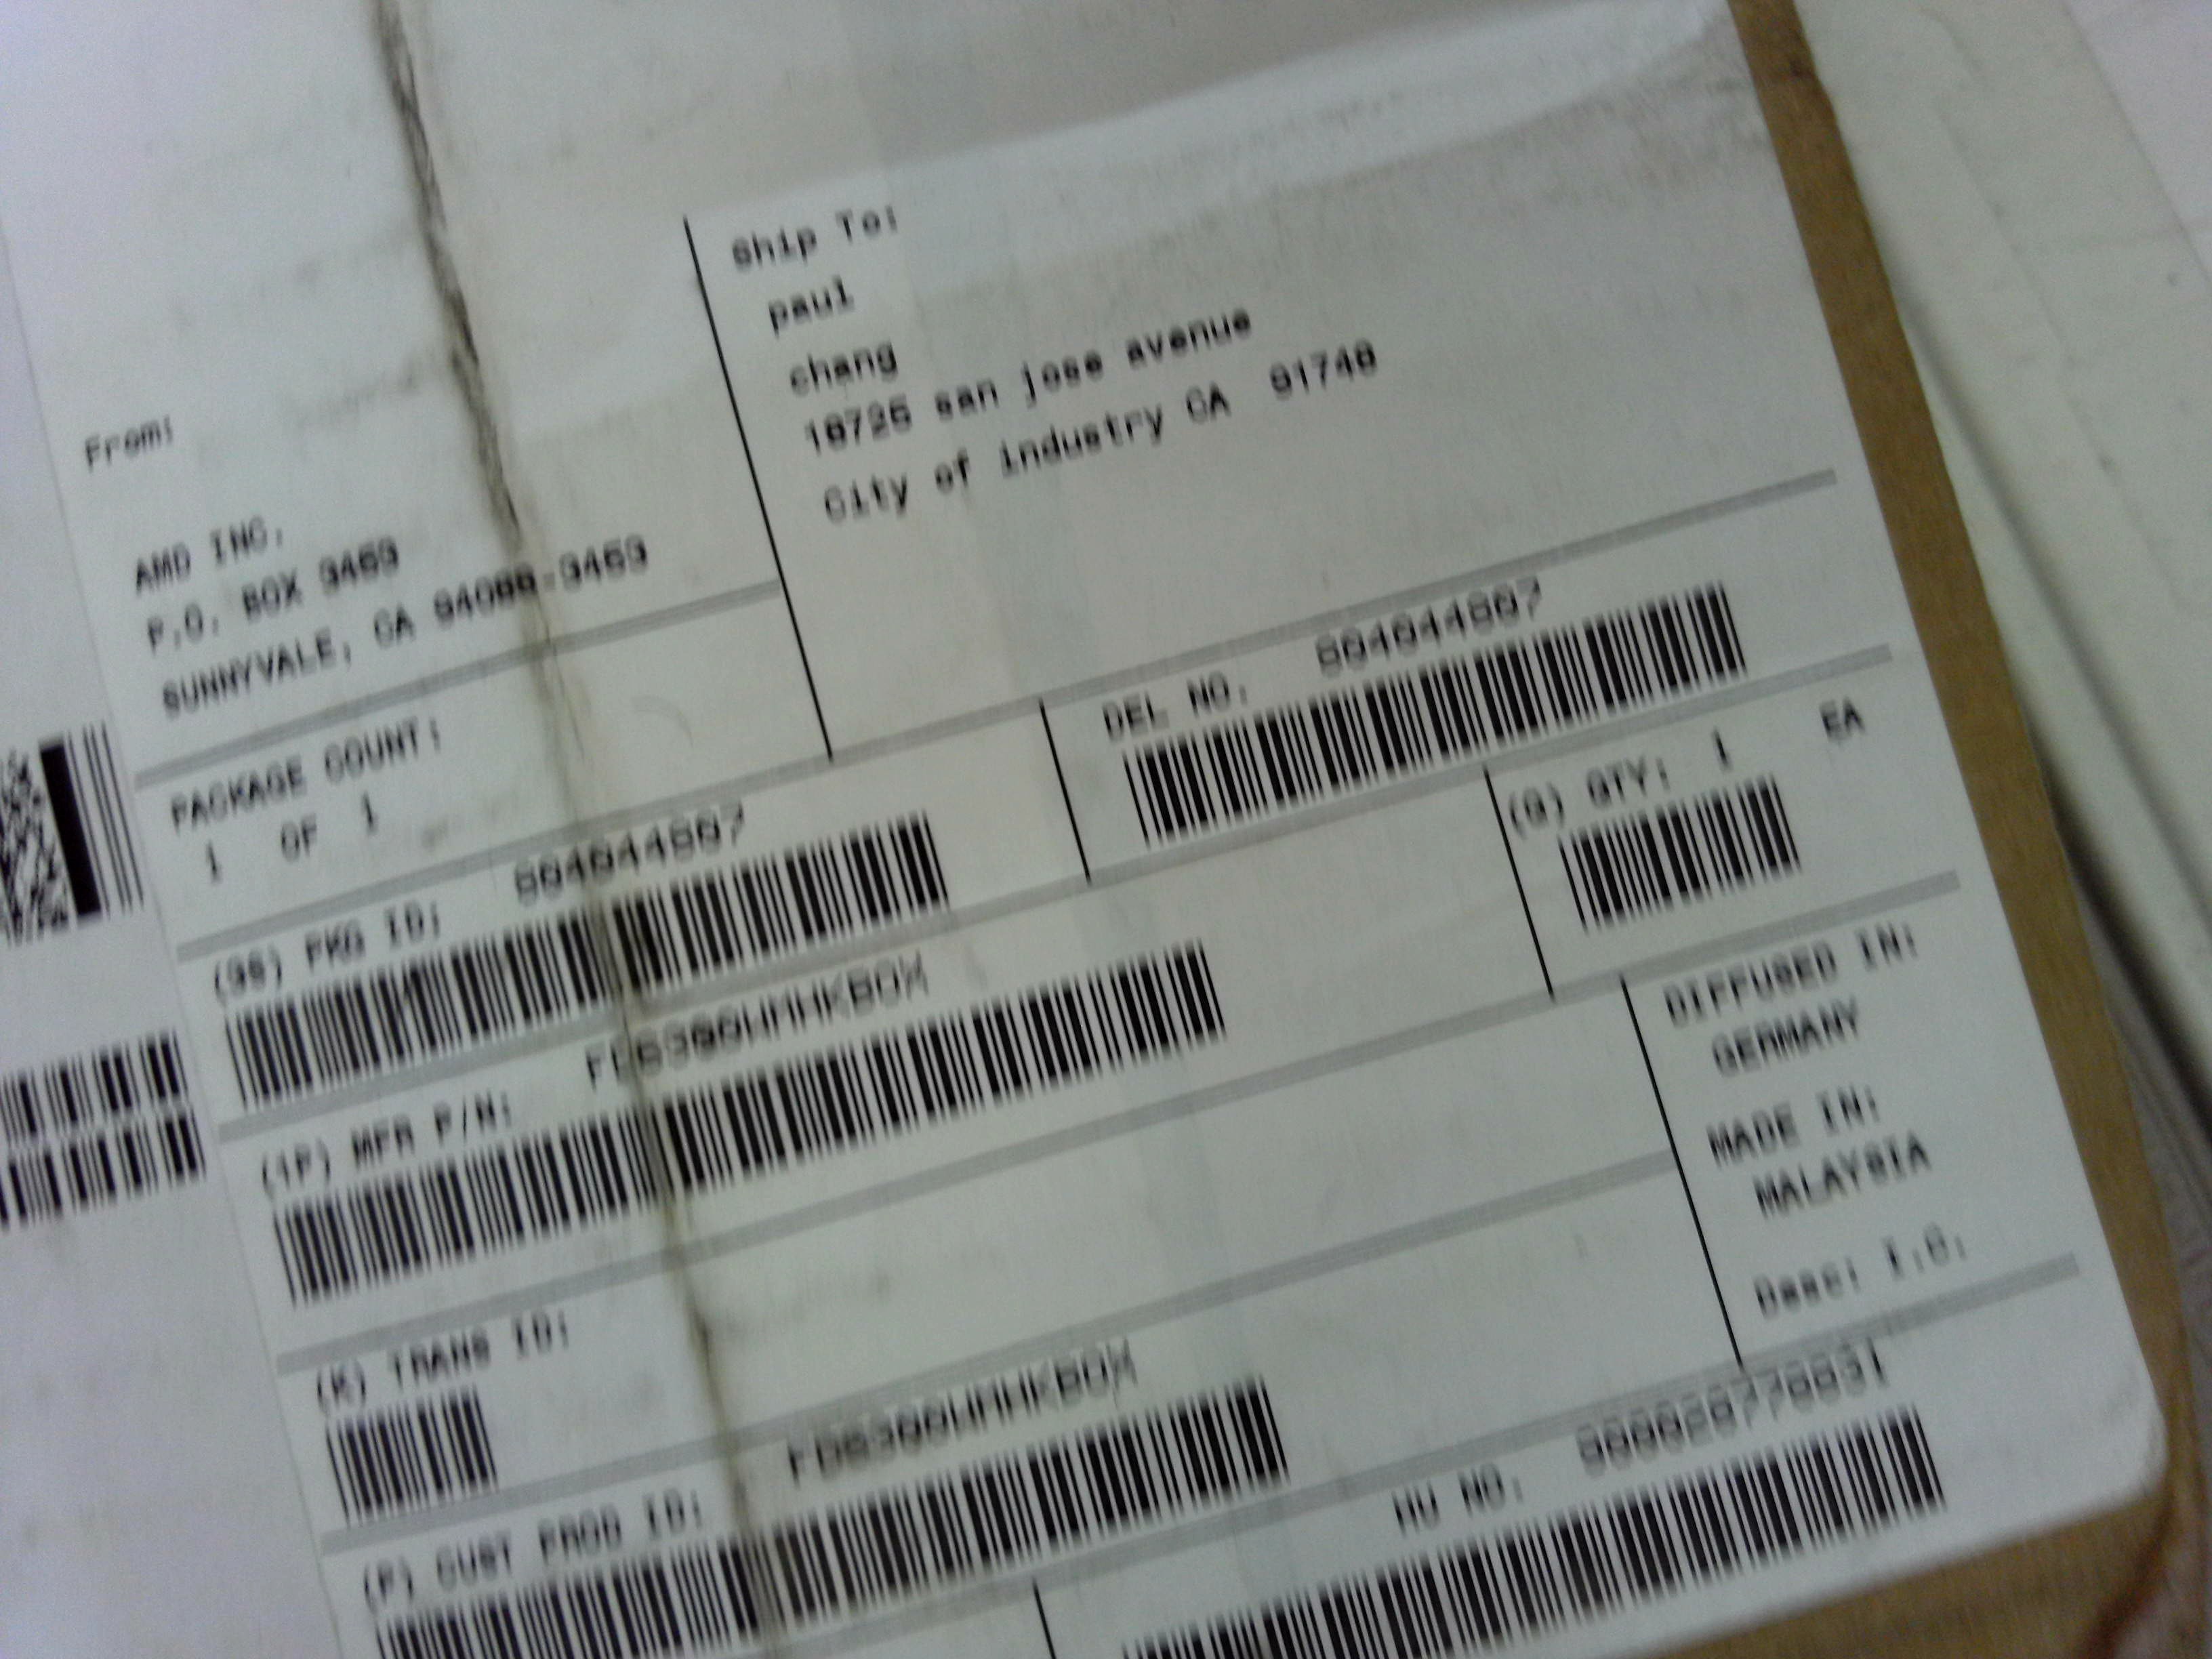 Ship To:
paul
chang
18725 san jose avenue
City of industry CA 91748
From:
AMD INC.
P.O. BOX 3453
SUNNYVALE, CA 94088-3453
PACKAGE COUNT:
1 OF 1
DEL NO.
(3S) PKG ID:
(Q) QTY: 1 EA
(1P) MFR P/N:
DIFFUSED IN:
GERMANY
MADE IN:
MALAYSIA
(K) TRANS ID:
(P) CUST PROD ID:
HU NO.